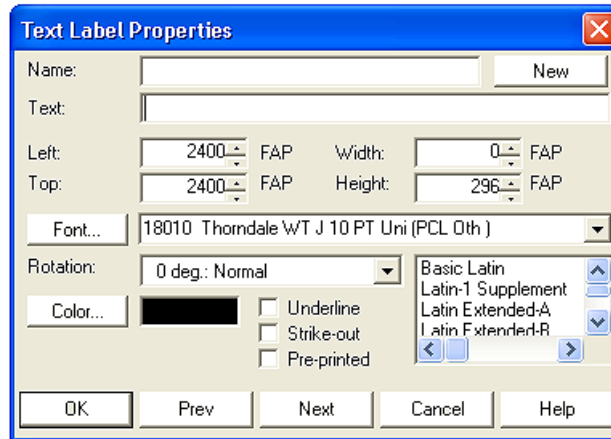 Text Label Properties
Name: New
Text:
Left: 2400 FAP Width: 0 FAP
Top: 2400 FAP Height: 296 FAP
Font... 18010 Thorndale WT J 10 PT Uni (PCL Oth )
Rotation: 0 deg.: Normal Basic Latin
Latin-1 Supplement
Color... Underline Latin Extended-A
Strike-out Latin Extended-B
Pre-printed
OK Prev Next Cancel Help